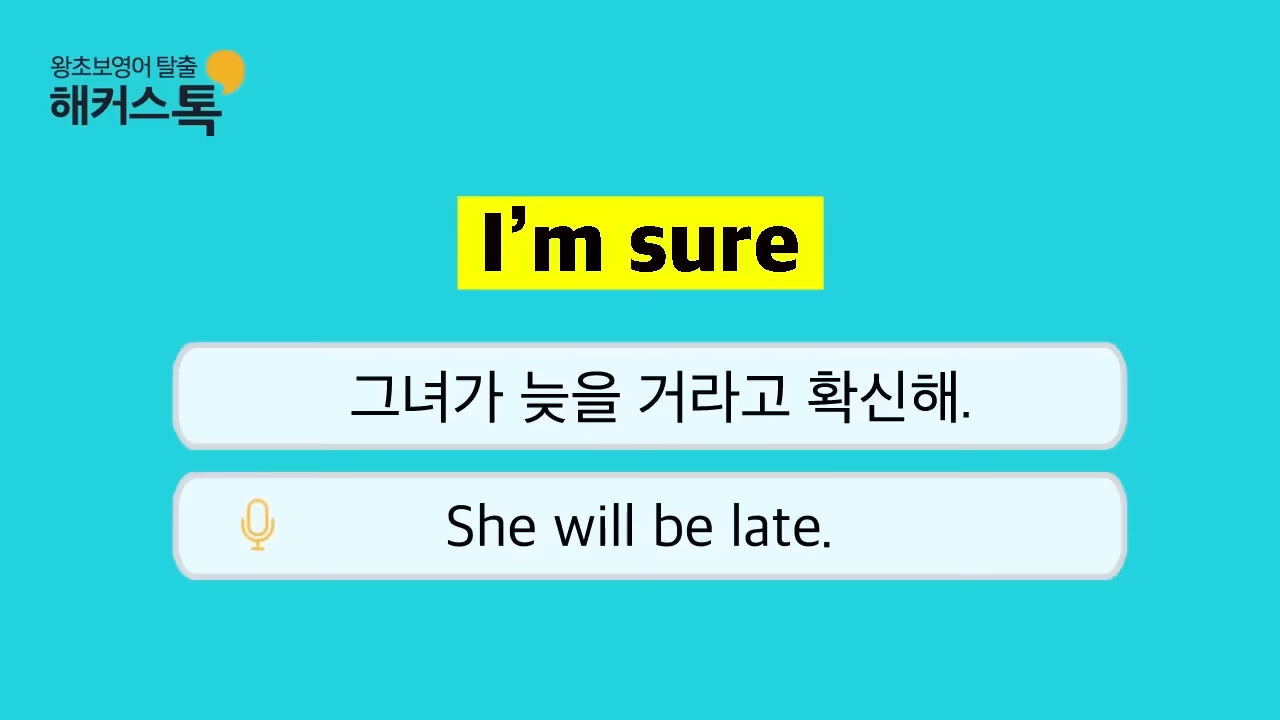 왕초보영어 탈출
해커스톡
I'm sure
그녀가 늦을 거라고 확신해.
She will be late.